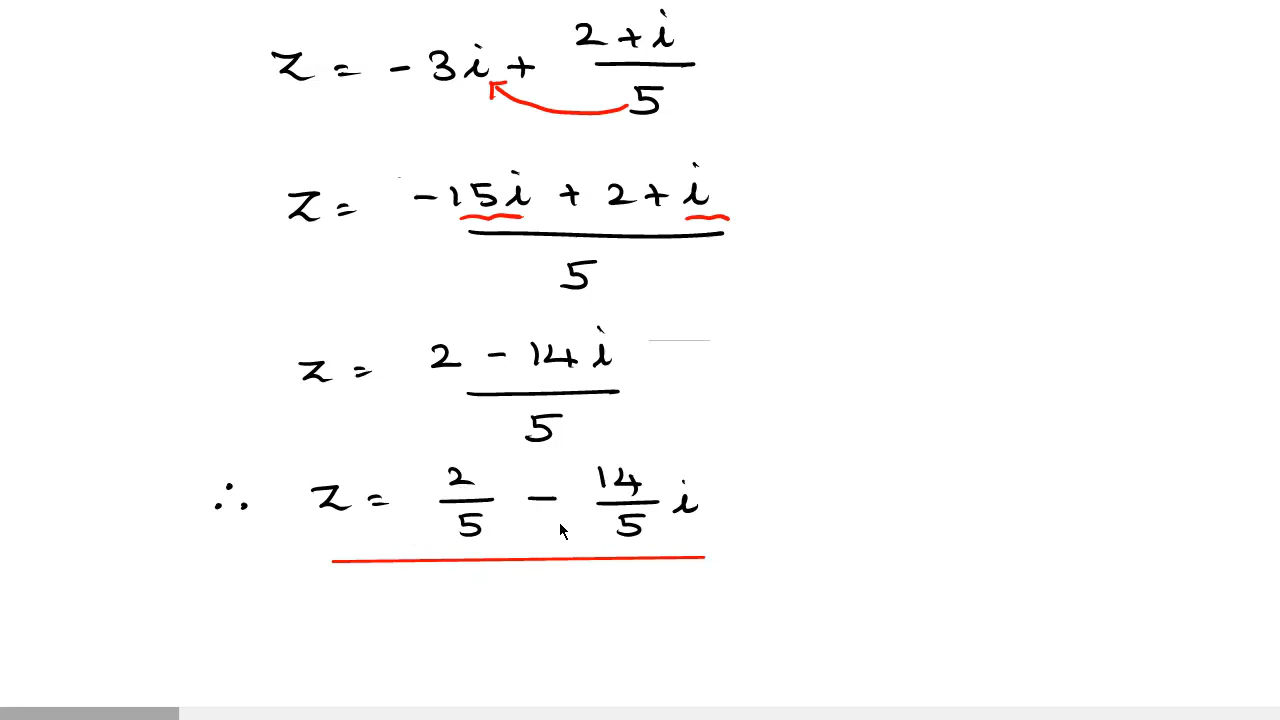 z = - 3i + (2+i)/5
z = (-15i + 2+i)/5
z = (2 - 14i)/5
∴ z = 2/5 - 14/5 i